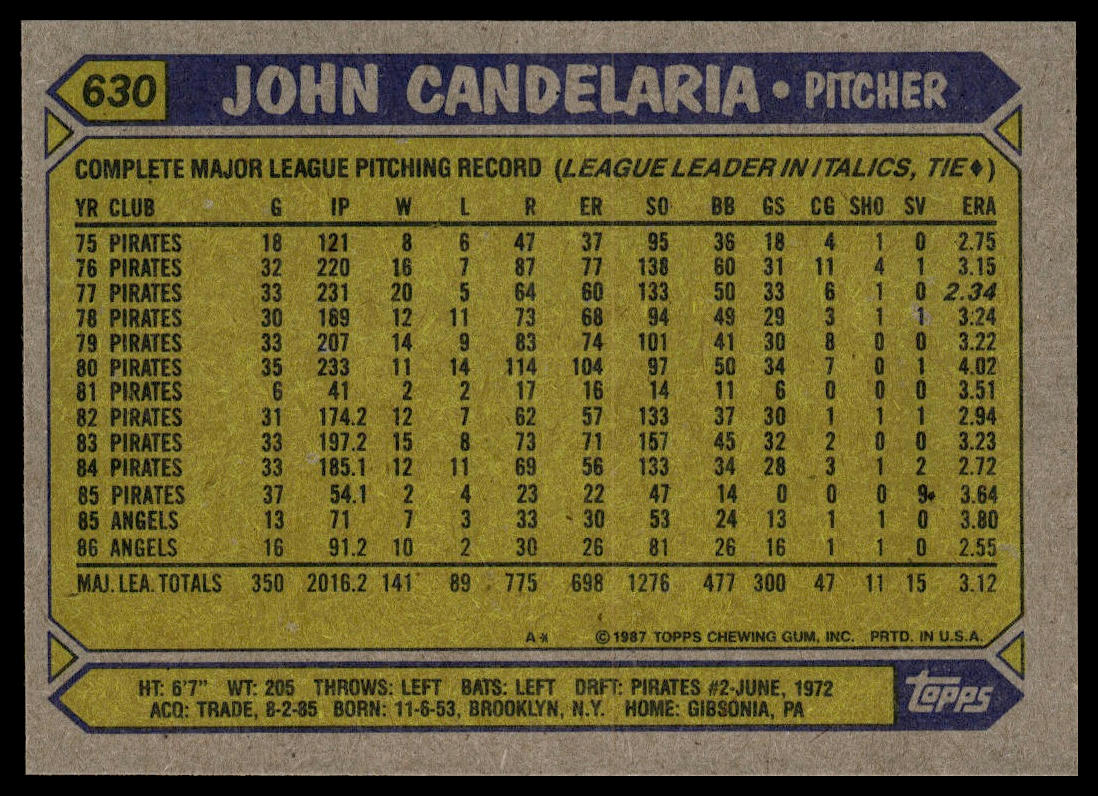 630 JOHN CANDELARIA • PITCHER
COMPLETE MAJOR LEAGUE PITCHING RECORD (LEAGUE LEADER IN ITALICS, TIE♦)
YR CLUB G IP W L R ER SO BB GS CG SHO SV ERA
75 PIRATES 18 121 8 6 47 37 95 36 18 4 1 0 2.75
76 PIRATES 32 220 16 7 87 77 138 60 31 11 4 1 3.15
77 PIRATES 33 231 20 5 64 60 133 50 33 6 1 0 2.34
78 PIRATES 30 189 12 11 73 68 94 49 29 3 1 1 3.24
79 PIRATES 33 207 14 9 83 74 101 41 30 8 0 0 3.22
80 PIRATES 35 233 11 14 114 104 97 50 34 7 0 1 4.02
81 PIRATES 6 41 2 2 17 16 14 11 6 0 0 0 3.51
82 PIRATES 31 174.2 12 7 62 57 133 37 30 1 1 1 2.94
83 PIRATES 33 197.2 15 8 73 71 157 45 32 2 0 0 3.23
84 PIRATES 33 185.1 12 11 69 56 133 34 28 3 1 2 2.72
85 PIRATES 37 54.1 2 4 23 22 47 14 0 0 0 9 3.64
85 ANGELS 13 71 7 3 33 30 53 24 13 1 1 0 3.80
86 ANGELS 16 91.2 10 2 30 26 81 26 16 1 1 0 2.55
MAJ. LEA. TOTALS 350 2016.2 141 89 775 698 1276 477 300 47 11 15 3.12
A* ©1987 TOPPS CHEWING GUM, INC. PRTD. IN U.S.A.
HT: 6'7" WT: 205 THROWS: LEFT BATS: LEFT DRFT: PIRATES #2-JUNE, 1972
ACQ: TRADE, 8-2-85 BORN: 11-6-53, BROOKLYN, N.Y. HOME: GIBSONIA, PA
topps